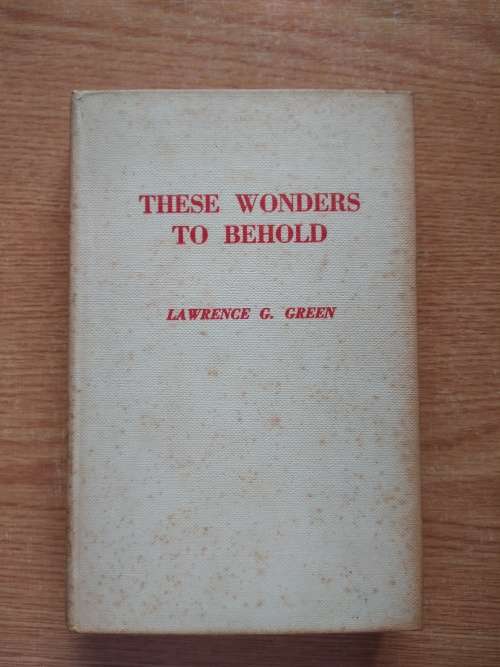 THESE WONDERS
TO BEHOLD
LAWRENCE G. GREEN